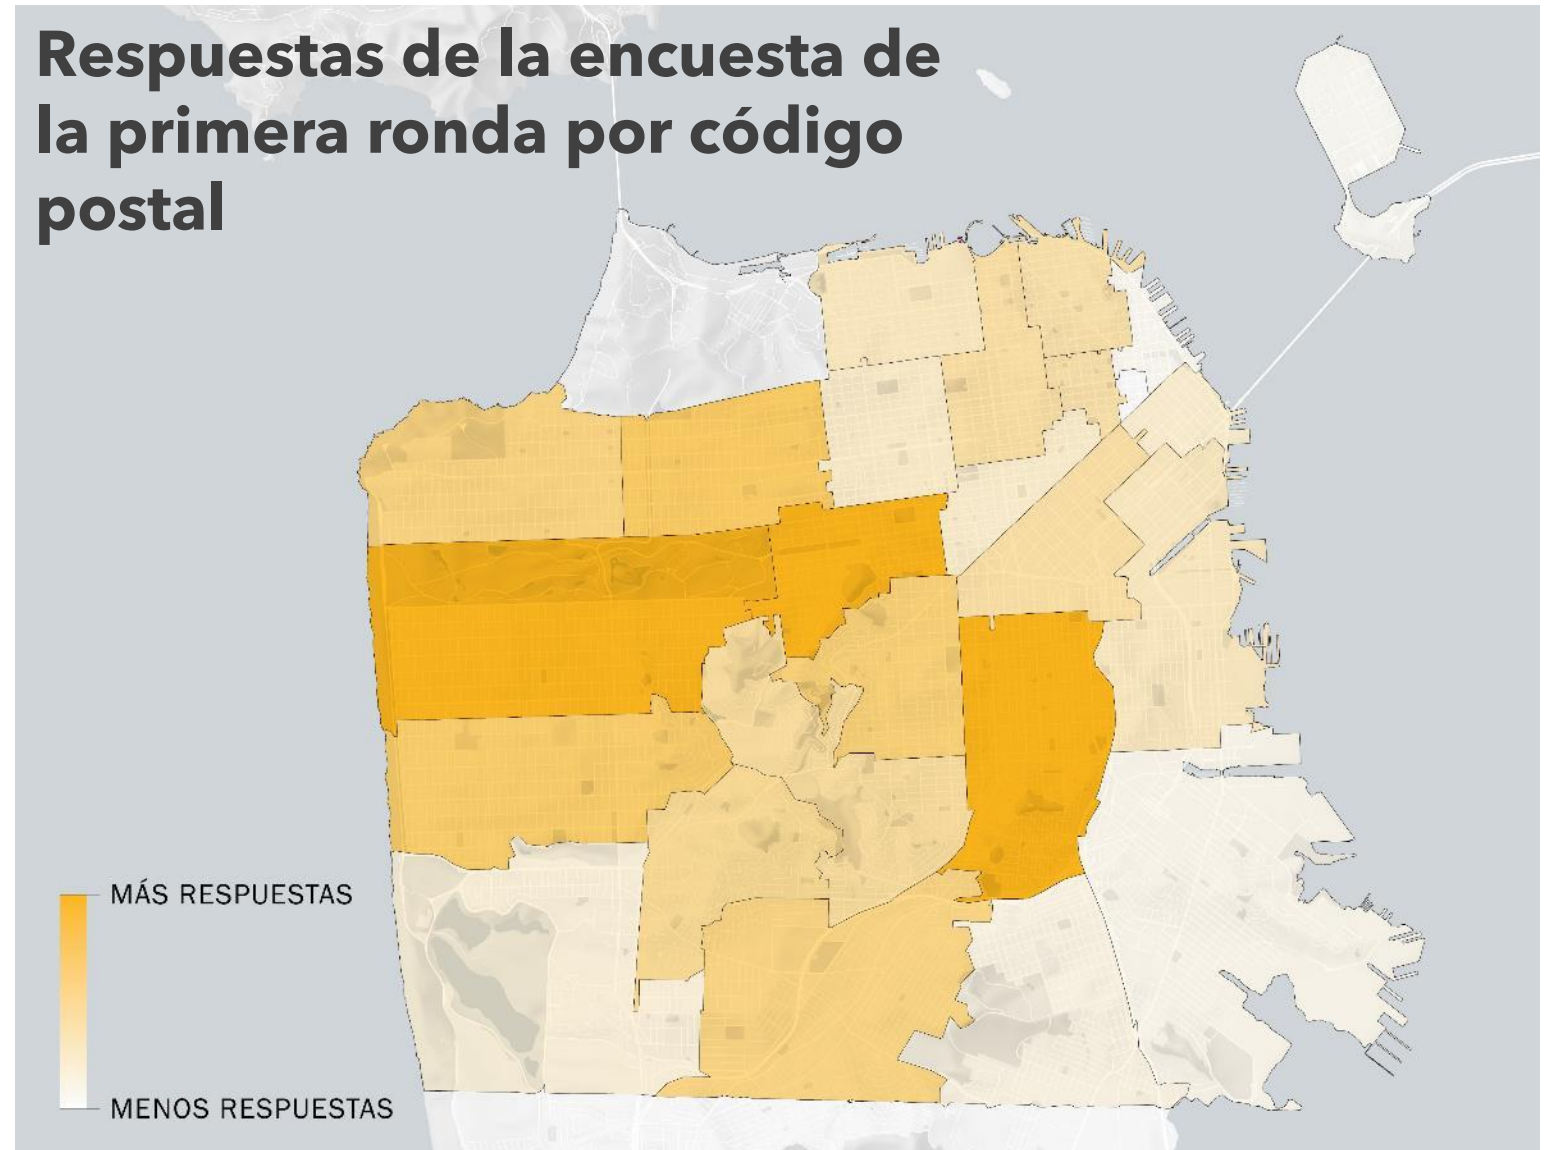 Respuestas de la encuesta de
la primera ronda por código
postal
MÁS RESPUESTAS
MENOS RESPUESTAS